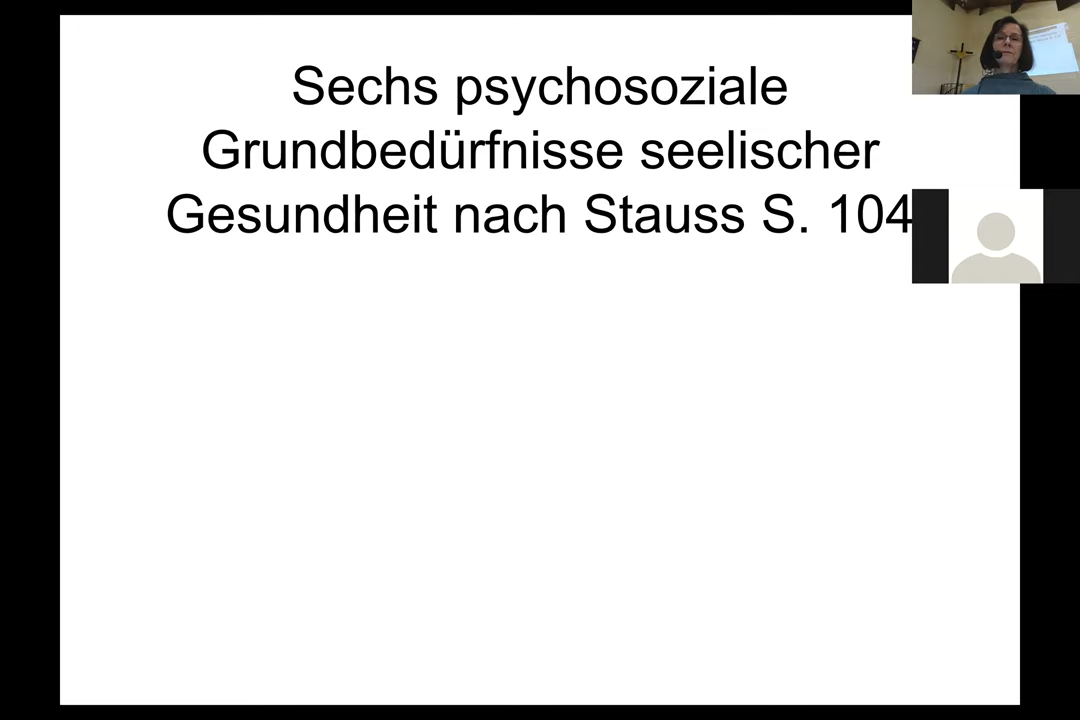 Sechs psychosoziale
Grundbedürfnisse seelischer
Gesundheit nach Stauss S. 104